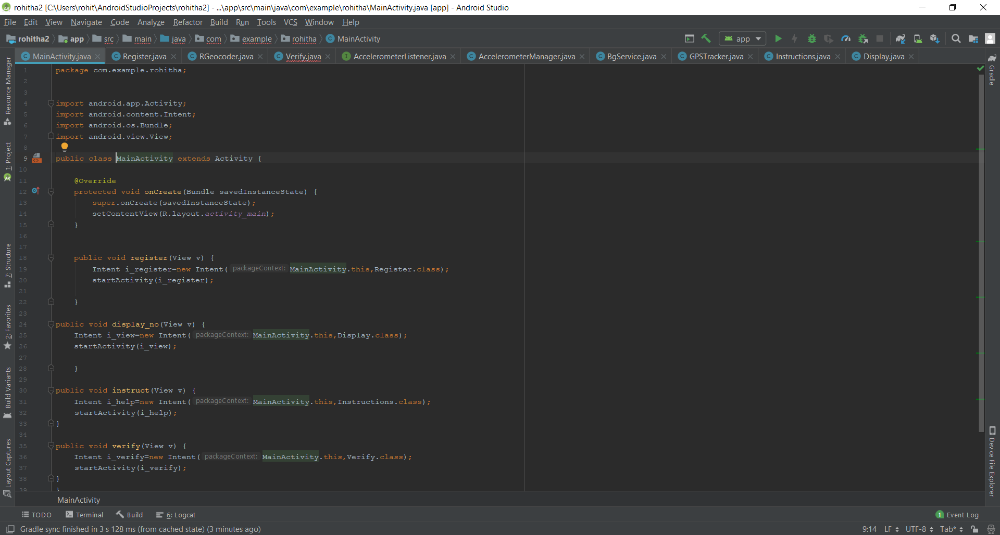 rohitha2 [C:\Users\rohit\AndroidStudioProjects\rohitha2] - ...\app\src\main\java\com\example\rohitha\MainActivity.java [app] - Android Studio
File Edit View Navigate Code Analyze Refactor Build Run Tools VCS Window Help
rohitha2 app src main java com example rohitha MainActivity app
MainActivity.java Register.java RGeocoder.java Verify.java AccelerometerListener.java AccelerometerManager.java BgService.java GPSTracker.java Instructions.java Display.java
Resource Manager
1: Project
7: Structure
2: Favorites
Build Variants
Layout Captures
1 package com.example.rohitha;
2
3
4 import android.app.Activity;
5 import android.content.Intent;
6 import android.os.Bundle;
7 import android.view.View;
8
9 public class MainActivity extends Activity {
10
11 @Override
12 protected void onCreate(Bundle savedInstanceState) {
13 super.onCreate(savedInstanceState);
14 setContentView(R.layout.activity_main);
15 }
16
17
18 public void register(View v) {
19 Intent i_register=new Intent( packageContext: MainActivity.this,Register.class);
20 startActivity(i_register);
21
22 }
23
24 public void display_no(View v) {
25 Intent i_view=new Intent( packageContext: MainActivity.this,Display.class);
26 startActivity(i_view);
27
28 }
29
30 public void instruct(View v) {
31 Intent i_help=new Intent( packageContext: MainActivity.this,Instructions.class);
32 startActivity(i_help);
33 }
34
35 public void verify(View v) {
36 Intent i_verify=new Intent( packageContext: MainActivity.this,Verify.class);
37 startActivity(i_verify);
38 }
39 }
Gradle
Device File Explorer
MainActivity
TODO Terminal Build 6: Logcat 1 Event Log
Gradle sync finished in 3 s 128 ms (from cached state) (3 minutes ago) 9:14 LF UTF-8 Tab*